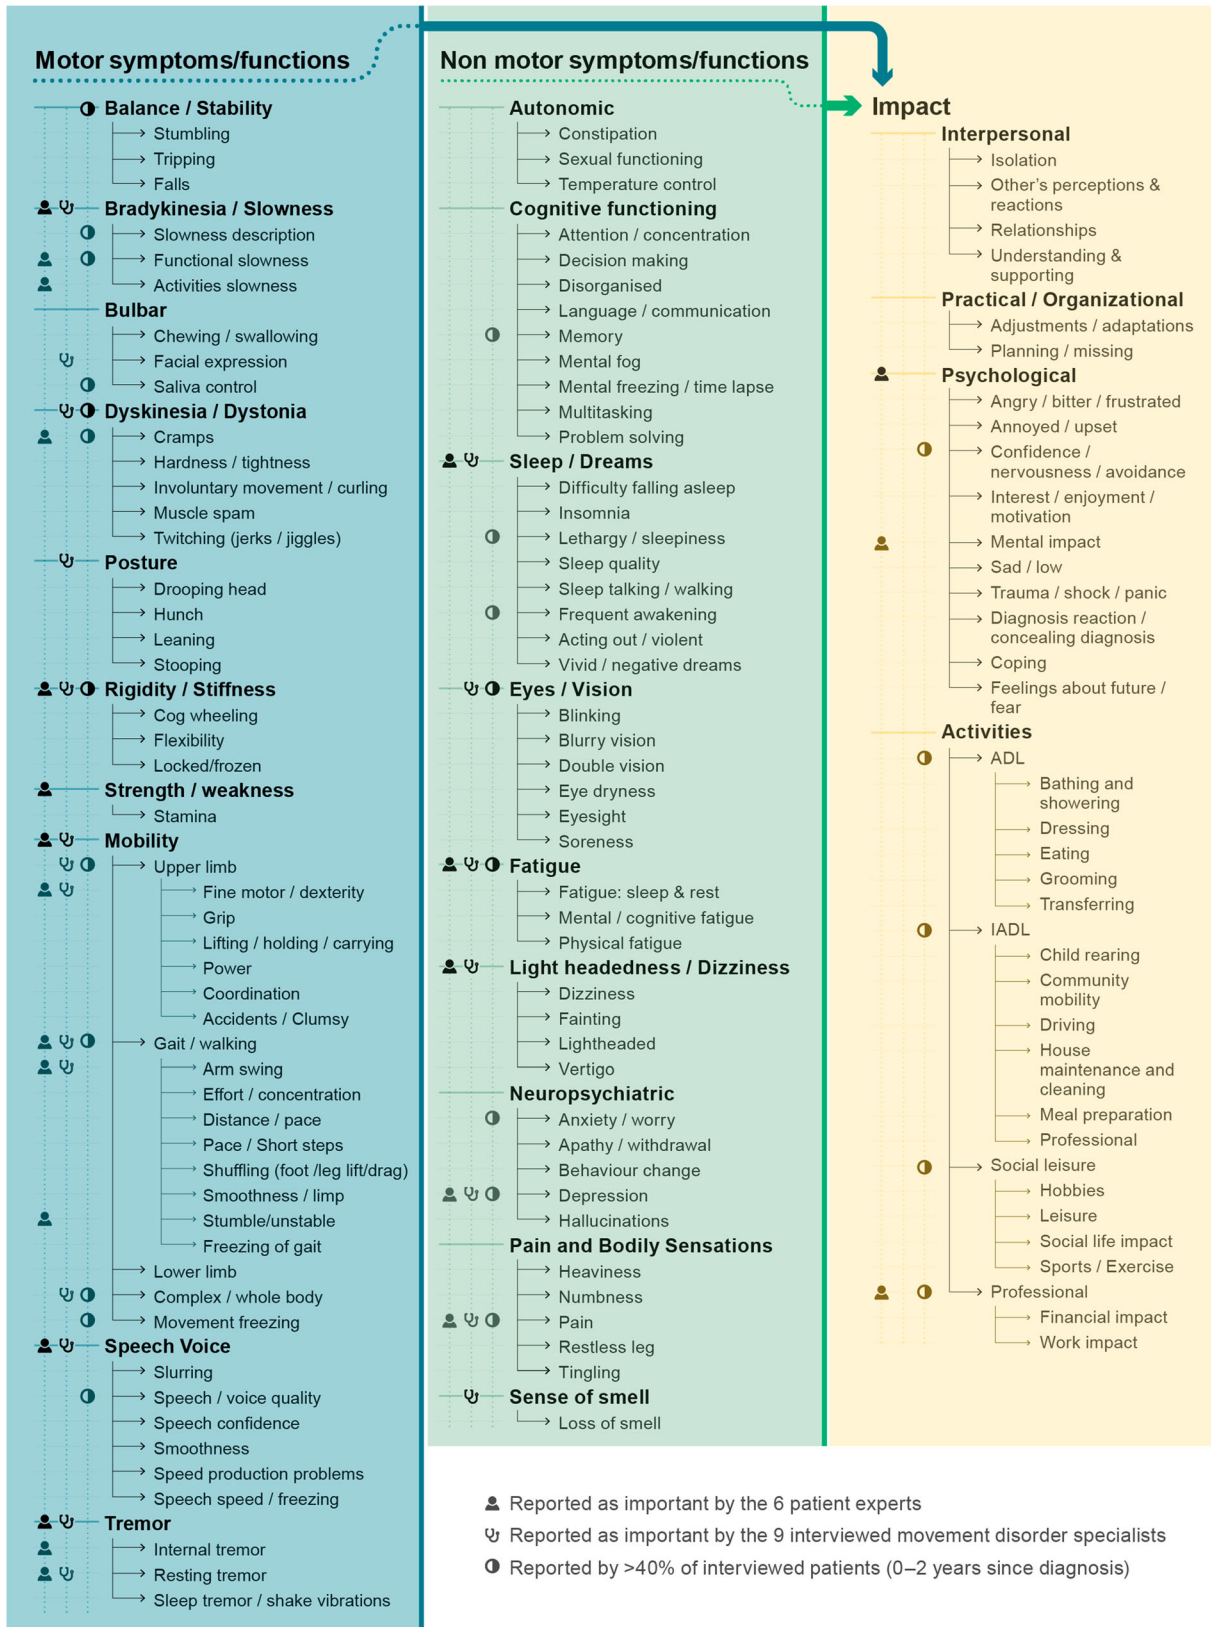 Motor symptoms/functions
Balance / Stability
Stumbling
Tripping
Falls
Bradykinesia / Slowness
Slowness description
Functional slowness
Activities slowness
Bulbar
Chewing / swallowing
Facial expression
Saliva control
Dyskinesia / Dystonia
Cramps
Hardness / tightness
Involuntary movement / curling
Muscle spam
Twitching (jerks / jiggles)
Posture
Drooping head
Hunch
Leaning
Stooping
Rigidity / Stiffness
Cog wheeling
Flexibility
Locked/frozen
Strength / weakness
Stamina
Mobility
Upper limb
Fine motor / dexterity
Grip
Lifting / holding / carrying
Power
Coordination
Accidents / Clumsy
Gait / walking
Arm swing
Effort / concentration
Distance / pace
Pace / Short steps
Shuffling (foot /leg lift/drag)
Smoothness / limp
Stumble/unstable
Freezing of gait
Lower limb
Complex / whole body
Movement freezing
Speech Voice
Slurring
Speech / voice quality
Speech confidence
Smoothness
Speed production problems
Speech speed / freezing
Tremor
Internal tremor
Resting tremor
Sleep tremor / shake vibrations
Non motor symptoms/functions
Autonomic
Constipation
Sexual functioning
Temperature control
Cognitive functioning
Attention / concentration
Decision making
Disorganised
Language / communication
Memory
Mental fog
Mental freezing / time lapse
Multitasking
Problem solving
Sleep / Dreams
Difficulty falling asleep
Insomnia
Lethargy / sleepiness
Sleep quality
Sleep talking / walking
Frequent awakening
Acting out / violent
Vivid / negative dreams
Eyes / Vision
Blinking
Blurry vision
Double vision
Eye dryness
Eyesight
Soreness
Fatigue
Fatigue: sleep & rest
Mental / cognitive fatigue
Physical fatigue
Light headedness / Dizziness
Dizziness
Fainting
Lightheaded
Vertigo
Neuropsychiatric
Anxiety / worry
Apathy / withdrawal
Behaviour change
Depression
Hallucinations
Pain and Bodily Sensations
Heaviness
Numbness
Pain
Restless leg
Tingling
Sense of smell
Loss of smell
Impact
Interpersonal
Isolation
Other's perceptions &
reactions
Relationships
Understanding &
supporting
Practical / Organizational
Adjustments / adaptations
Planning / missing
Psychological
Angry / bitter / frustrated
Annoyed / upset
Confidence /
nervousness / avoidance
Interest / enjoyment /
motivation
Mental impact
Sad / low
Trauma / shock / panic
Diagnosis reaction /
concealing diagnosis
Coping
Feelings about future /
fear
Activities
ADL
Bathing and
showering
Dressing
Eating
Grooming
Transferring
IADL
Child rearing
Community
mobility
Driving
House
maintenance and
cleaning
Meal preparation
Professional
Social leisure
Hobbies
Leisure
Social life impact
Sports / Exercise
Professional
Financial impact
Work impact
Reported as important by the 6 patient experts
Reported as important by the 9 interviewed movement disorder specialists
Reported by >40% of interviewed patients (0–2 years since diagnosis)